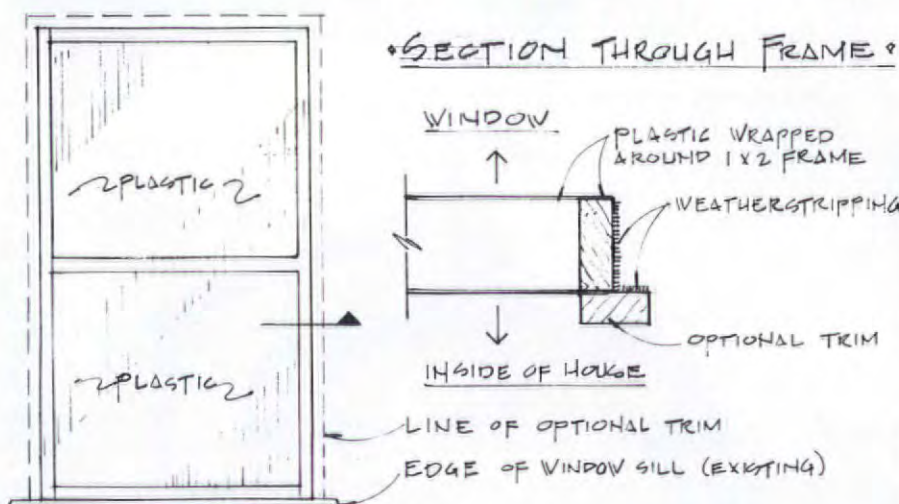 •SECTION THROUGH FRAME•
WINDOW
PLASTIC WRAPPED
AROUND 1X2 FRAME
PLASTIC
WEATHERSTRIPPING
OPTIONAL TRIM
INSIDE OF HOUSE
PLASTIC
LINE OF OPTIONAL TRIM
EDGE OF WINDOW SILL (EXISTING)